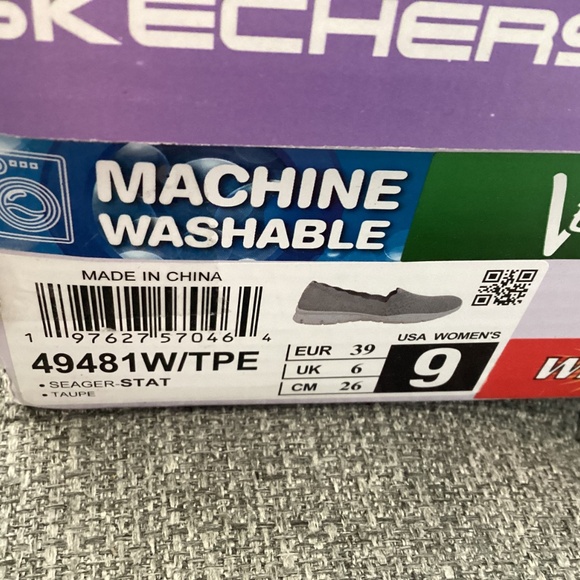 SKECHERS
MACHINE
WASHABLE
MADE IN CHINA
1 97627 57046 4
49481W/TPE
• SEAGER-STAT
• TAUPE
EUR 39
UK 6
CM 26
USA WOMEN'S
9